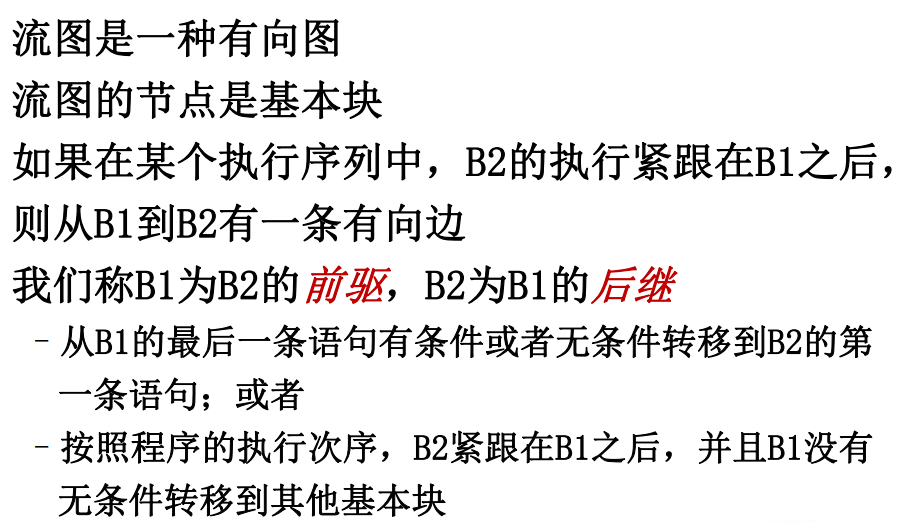 流图是一种有向图
流图的节点是基本块
如果在某个执行序列中，B2的执行紧跟在B1之后，
则从B1到B2有一条有向边
我们称B1为B2的前驱，B2为B1的后继
–从B1的最后一条语句有条件或者无条件转移到B2的第
一条语句；或者
–按照程序的执行次序，B2紧跟在B1之后，并且B1没有
无条件转移到其他基本块